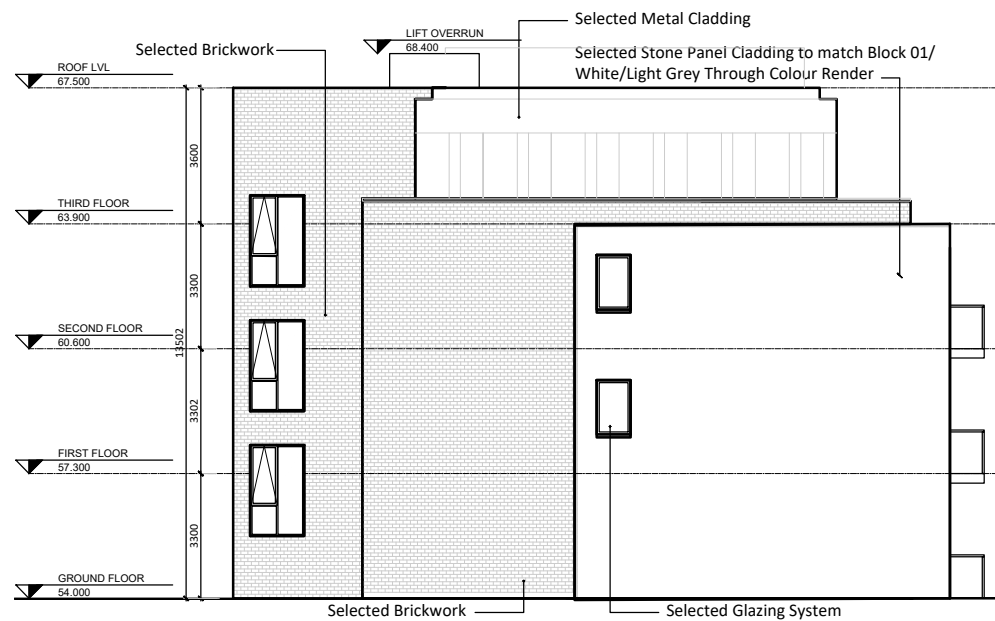 Selected Metal Cladding
LIFT OVERRUN
68.400
Selected Brickwork
Selected Stone Panel Cladding to match Block 01/
White/Light Grey Through Colour Render
ROOF LVL
67.500
3600
THIRD FLOOR
63.900
3300
SECOND FLOOR
60.600
13502
3302
FIRST FLOOR
57.300
3300
GROUND FLOOR
54.000
Selected Brickwork
Selected Glazing System